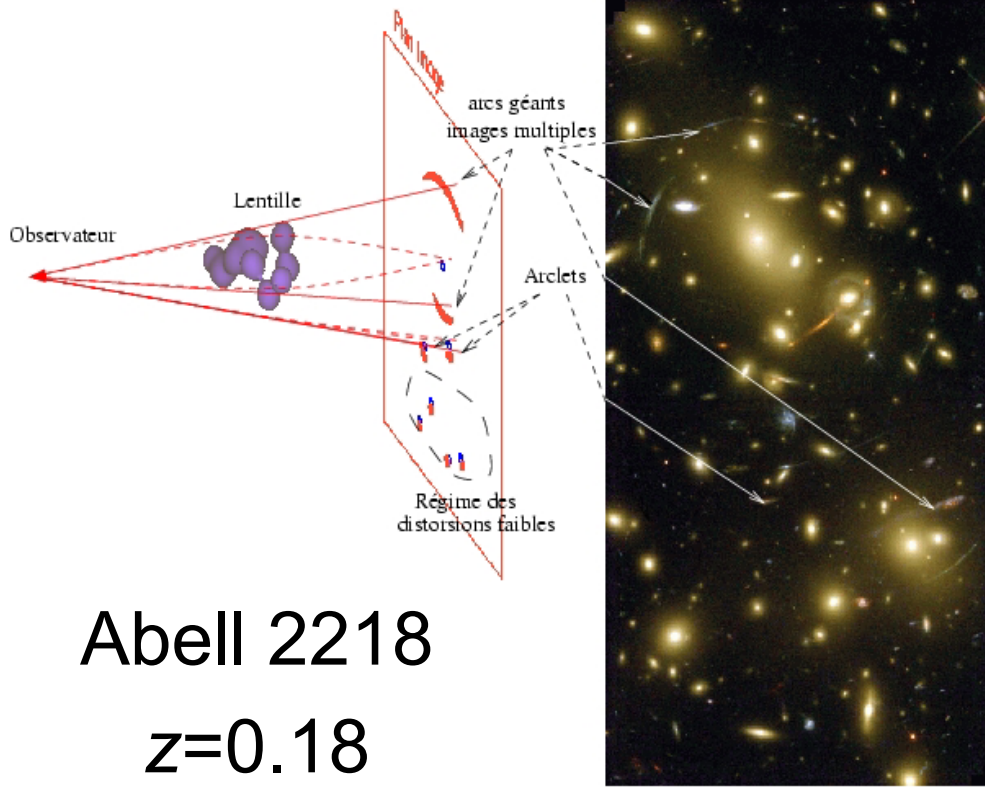 Plan Image
arcs géants
images multiples
Lentille
Observateur
Arclets
Régime des
distorsions faibles
Abell 2218
z=0.18